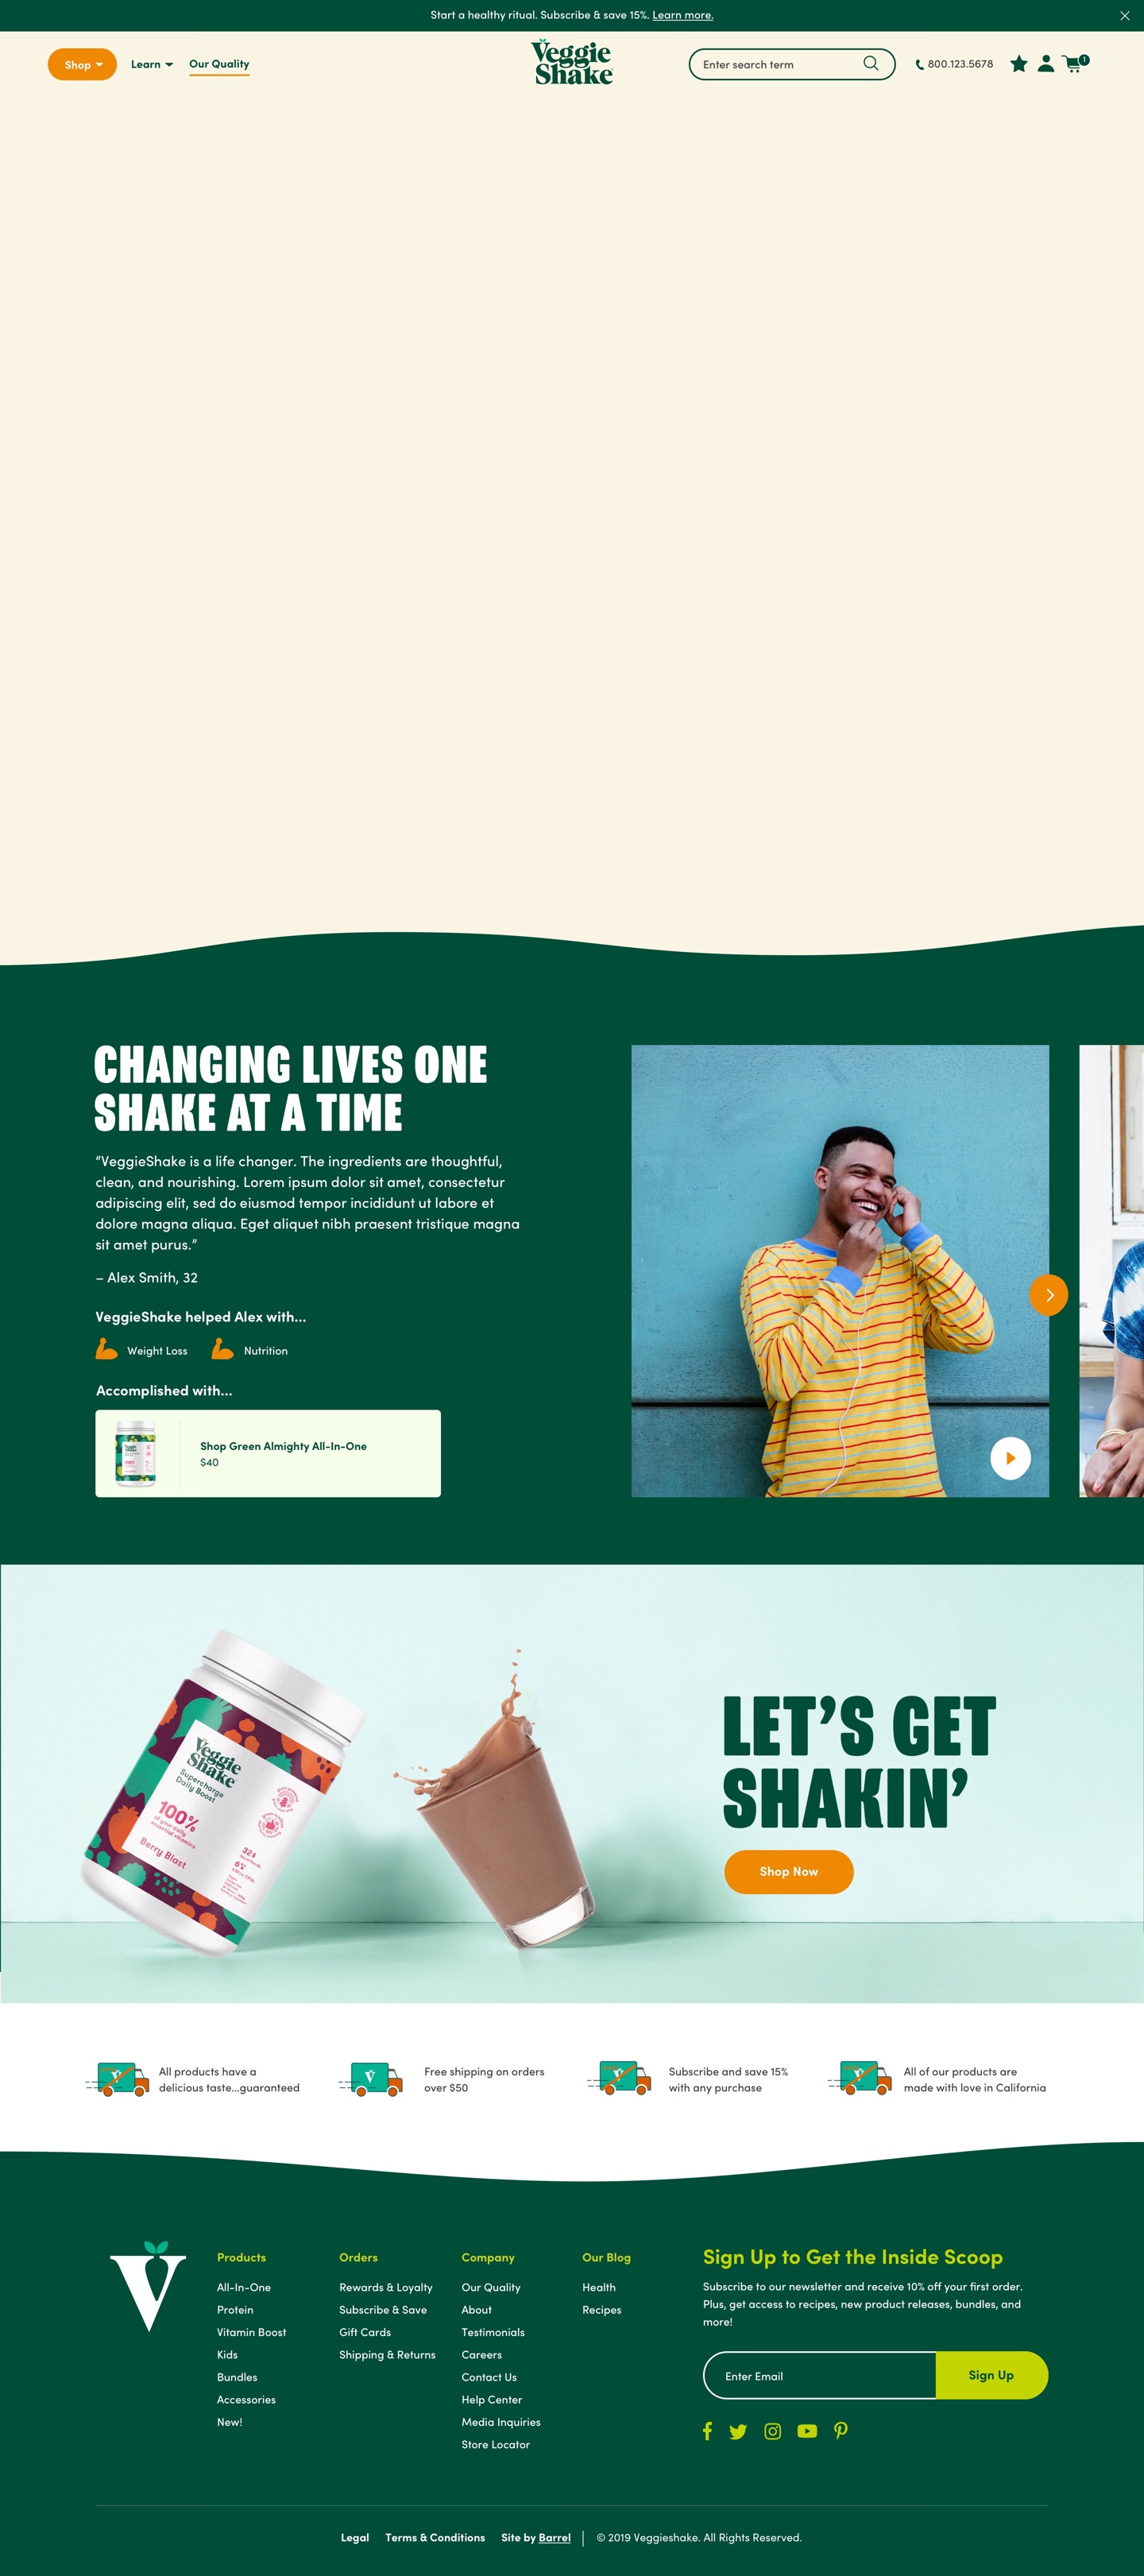 Start a healthy ritual. Subscribe & save 15%. Learn more.
Shop
Learn
Our Quality
Veggie
Shake
Enter search term
800.123.5678
1
CHANGING LIVES ONE
SHAKE AT A TIME
“VeggieShake is a life changer. The ingredients are thoughtful,
clean, and nourishing. Lorem ipsum dolor sit amet, consectetur
adipiscing elit, sed do eiusmod tempor incididunt ut labore et
dolore magna aliqua. Eget aliquet nibh praesent tristique magna
sit amet purus.”
– Alex Smith, 32
VeggieShake helped Alex with...
Weight Loss
Nutrition
Accomplished with...
Veggie
Shake
Shop Green Almighty All-In-One
$40
Veggie
Shake
Supercharge
Daily Boost
100%
of your daily
essential vitamins
Berry Blast
LET’S GET
SHAKIN’
Shop Now
All products have a
delicious taste...guaranteed
Free shipping on orders
over $50
Subscribe and save 15%
with any purchase
All of our products are
made with love in California
V
Products
All-In-One
Protein
Vitamin Boost
Kids
Bundles
Accessories
New!
Orders
Rewards & Loyalty
Subscribe & Save
Gift Cards
Shipping & Returns
Company
Our Quality
About
Testimonials
Careers
Contact Us
Help Center
Media Inquiries
Store Locator
Our Blog
Health
Recipes
Sign Up to Get the Inside Scoop
Subscribe to our newsletter and receive 10% off your first order.
Plus, get access to recipes, new product releases, bundles, and
more!
Enter Email
Sign Up
Legal
Terms & Conditions
Site by Barrel
© 2019 Veggieshake. All Rights Reserved.